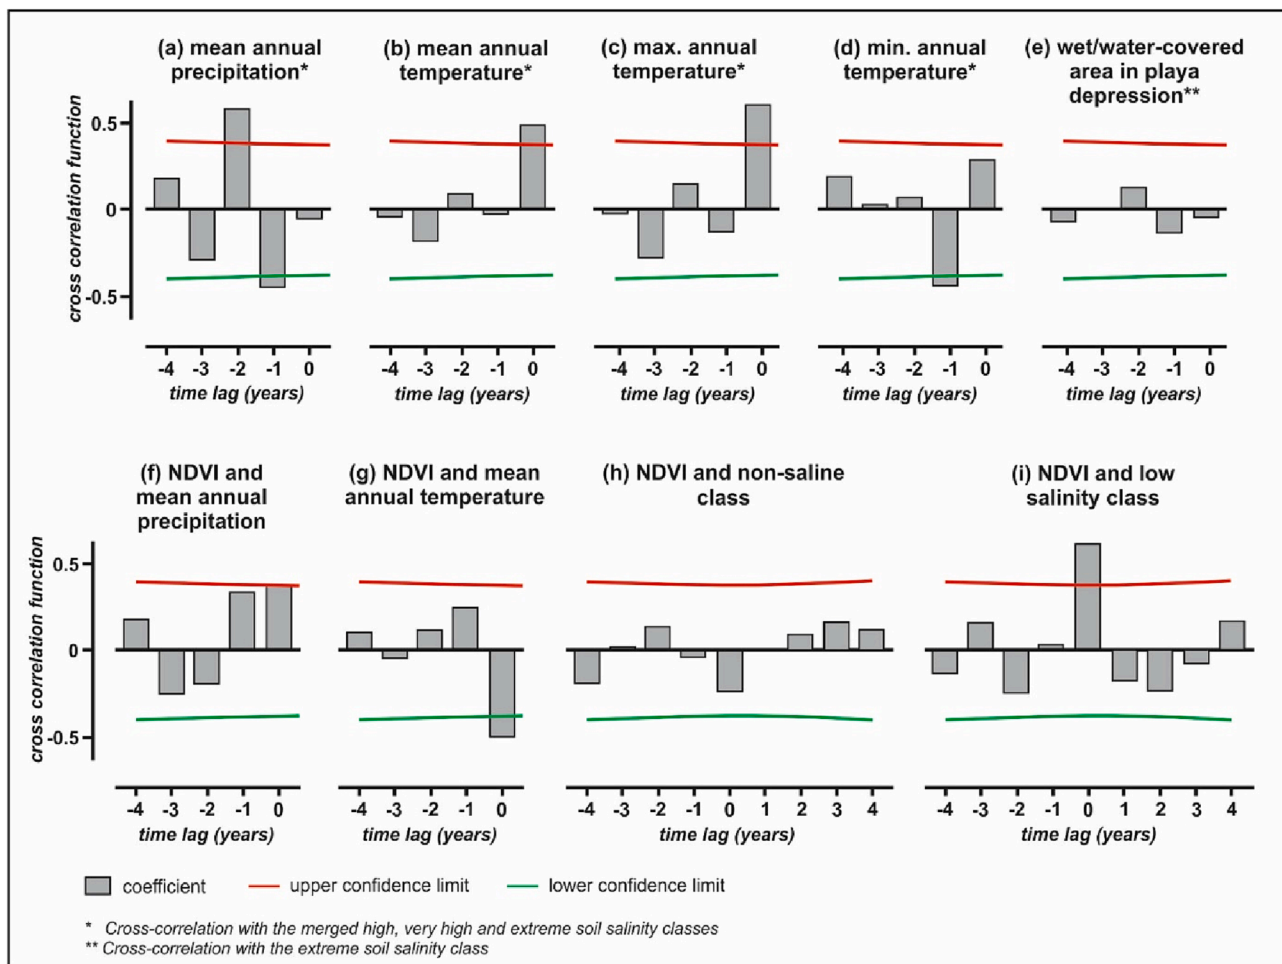 (a) mean annual
precipitation*
(b) mean annual
temperature*
(c) max. annual
temperature*
(d) min. annual
temperature*
(e) wet/water-covered
area in playa
depression**
cross correlation function
0.5
0
-0.5
-4 -3 -2 -1 0
time lag (years)
-4 -3 -2 -1 0
time lag (years)
-4 -3 -2 -1 0
time lag (years)
-4 -3 -2 -1 0
time lag (years)
-4 -3 -2 -1 0
time lag (years)
(f) NDVI and
mean annual
precipitation
(g) NDVI and mean
annual temperature
(h) NDVI and non-saline
class
(i) NDVI and low
salinity class
cross correlation function
0.5
0
-0.5
-4 -3 -2 -1 0
time lag (years)
-4 -3 -2 -1 0
time lag (years)
-4 -3 -2 -1 0 1 2 3 4
time lag (years)
-4 -3 -2 -1 0 1 2 3 4
time lag (years)
coefficient upper confidence limit lower confidence limit
* Cross-correlation with the merged high, very high and extreme soil salinity classes
** Cross-correlation with the extreme soil salinity class